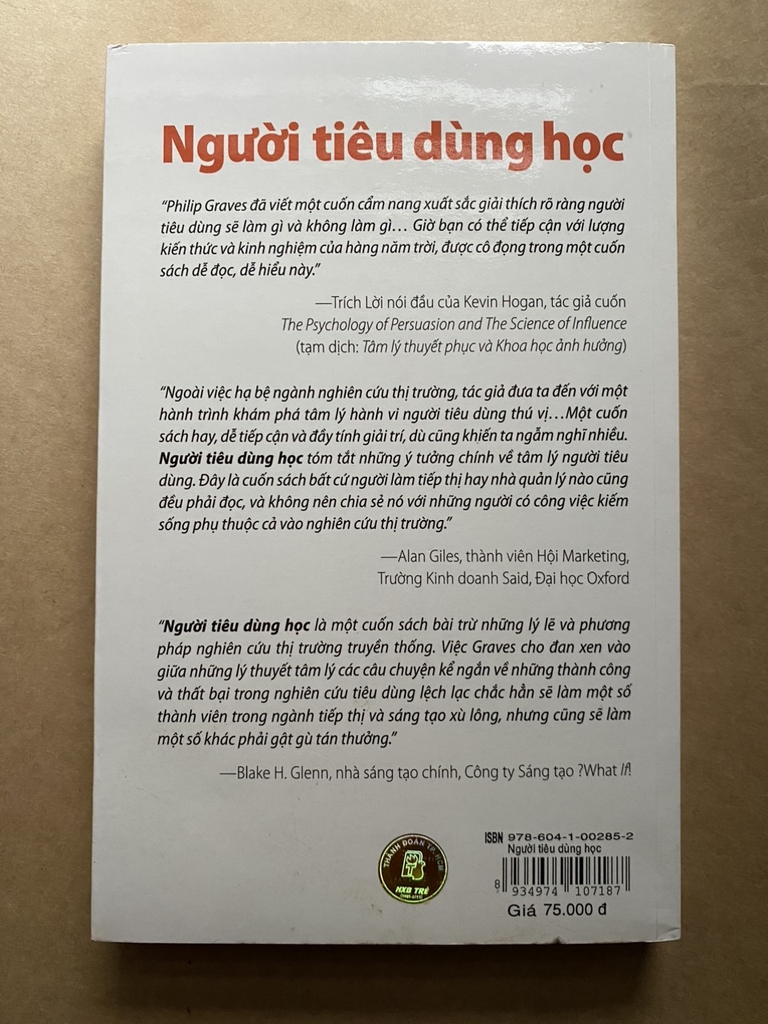 Người tiêu dùng học
“Philip Graves đã viết một cuốn cẩm nang xuất sắc giải thích rõ ràng người
tiêu dùng sẽ làm gì và không làm gì… Giờ bạn có thể tiếp cận với lượng
kiến thức và kinh nghiệm của hàng năm trời, được cô đọng trong một cuốn
sách dễ đọc, dễ hiểu này.”
—Trích Lời nói đầu của Kevin Hogan, tác giả cuốn
The Psychology of Persuasion and The Science of Influence
(tạm dịch: Tâm lý thuyết phục và Khoa học ảnh hưởng)
“Ngoài việc hạ bệ ngành nghiên cứu thị trường, tác giả đưa ta đến với một
hành trình khám phá tâm lý hành vi người tiêu dùng thú vị…Một cuốn
sách hay, dễ tiếp cận và đầy tính giải trí, dù cũng khiến ta ngẫm nghĩ nhiều.
Người tiêu dùng học tóm tắt những ý tưởng chính về tâm lý người tiêu
dùng. Đây là cuốn sách bất cứ người làm tiếp thị hay nhà quản lý nào cũng
đều phải đọc, và không nên chia sẻ nó với những người có công việc kiếm
sống phụ thuộc cả vào nghiên cứu thị trường.”
—Alan Giles, thành viên Hội Marketing,
Trường Kinh doanh Said, Đại học Oxford
“Người tiêu dùng học là một cuốn sách bài trừ những lý lẽ và phương
pháp nghiên cứu thị trường truyền thống. Việc Graves cho đan xen vào
giữa những lý thuyết tâm lý các câu chuyện kể ngắn về những thành công
và thất bại trong nghiên cứu tiêu dùng lệch lạc chắc hẳn sẽ làm một số
thành viên trong ngành tiếp thị và sáng tạo xù lông, nhưng cũng sẽ làm
một số khác phải gật gù tán thưởng.”
—Blake H. Glenn, nhà sáng tạo chính, Công ty Sáng tạo ?What If!
THÀNH ĐOÀN TP. HCM
NXB TRẺ
ISBN 978-604-1-00285-2
Người tiêu dùng học
8 934974 107187
Giá 75.000 đ